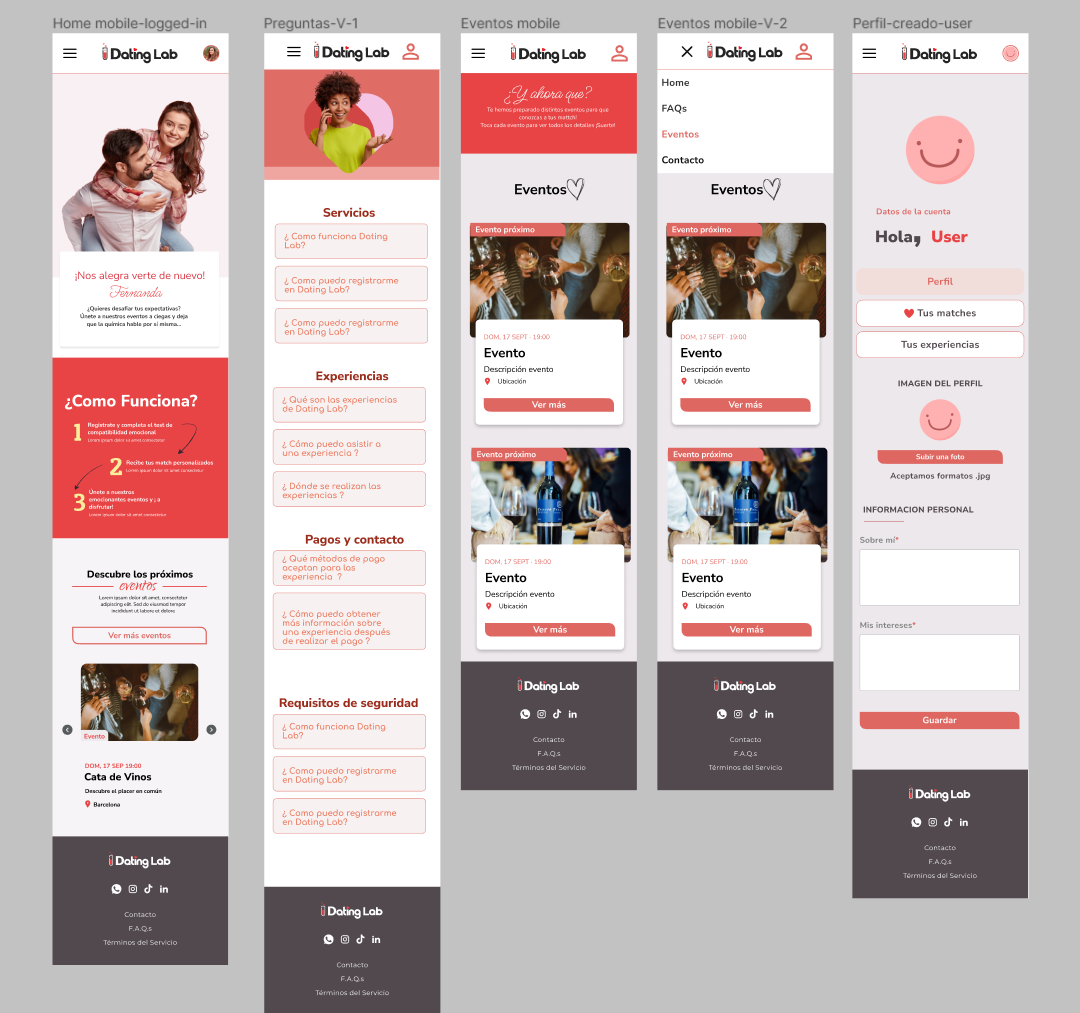 Home mobile-logged-in
Dating Lab
¡Nos alegra verte de nuevo!
Fernanda
¿Quieres desafiar tus expectativas?
Únete a nuestros eventos a ciegas y deja
que la química hable por sí misma...
¿Como Funciona?
1
Regístrate y completa el test de
compatibilidad emocional
Lorem ipsum dolor sit amet consectetur
2
Recibe tus match personalizados
Lorem ipsum dolor sit amet consectetur
3
Únete a nuestros
emocionantes eventos y ¡ a
disfrutar!
Lorem ipsum dolor sit amet consectetur
Descubre los próximos
eventos
Lorem ipsum dolor sit amet, consectetur
adipiscing elit, Sed do eiusmod tempor
incididunt ut labore et dolore
Ver más eventos
Evento
DOM, 17 SEP 19:00
Cata de Vinos
Descubre el placer en común
Barcelona
Dating Lab
Contacto
F.A.Q.s
Términos del Servicio
Preguntas-V-1
Dating Lab
Servicios
¿ Como funciona Dating
Lab?
¿ Como puedo registrarme
en Dating Lab?
¿ Como puedo registrarme
en Dating Lab?
Experiencias
¿ Qué son las experiencias
de Dating Lab?
¿ Cómo puedo asistir a
una experiencia ?
¿ Dónde se realizan las
experiencias ?
Pagos y contacto
¿ Qué métodos de pago
aceptan para las
experiencia ?
¿ Cómo puedo obtener
más información sobre
una experiencia después
de realizar el pago ?
Requisitos de seguridad
¿ Como funciona Dating
Lab?
¿ Como puedo registrarme
en Dating Lab?
¿ Como puedo registrarme
en Dating Lab?
Dating Lab
Contacto
F.A.Q.s
Términos del Servicio
Eventos mobile
Dating Lab
¿Y ahora que?
Te hemos preparado distintos eventos para que
conozcas a tus mattch!
Toca cada evento para ver todos los detalles ¡Suerte!
Eventos
Evento próximo
DOM, 17 SEPT · 19:00
Evento
Descripción evento
Ubicación
Ver más
Evento próximo
DOM, 17 SEPT · 19:00
Evento
Descripción evento
Ubicación
Ver más
Dating Lab
Contacto
F.A.Q.s
Términos del Servicio
Eventos mobile-V-2
Dating Lab
Home
FAQs
Eventos
Contacto
Eventos
Evento próximo
DOM, 17 SEPT · 19:00
Evento
Descripción evento
Ubicación
Ver más
Evento próximo
DOM, 17 SEPT · 19:00
Evento
Descripción evento
Ubicación
Ver más
Dating Lab
Contacto
F.A.Q.s
Términos del Servicio
Perfil-creado-user
Dating Lab
Datos de la cuenta
Hola, User
Perfil
Tus matches
Tus experiencias
IMAGEN DEL PERFIL
Subir una foto
Aceptamos formatos .jpg
INFORMACION PERSONAL
Sobre mí*
Mis intereses*
Guardar
Dating Lab
Contacto
F.A.Q.s
Términos del Servicio